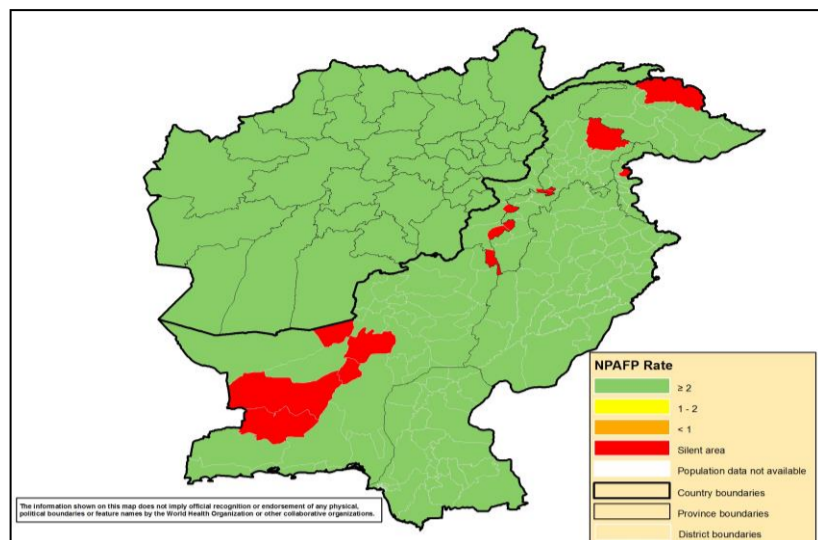 NPAFP Rate
≥ 2
1 - 2
< 1
Silent area
Population data not available
Country boundaries
Province boundaries
District boundaries
The information shown on this map does not imply official recognition or endorsement of any physical,
political boundaries or feature names by the World Health Organization or other collaborative organizations.